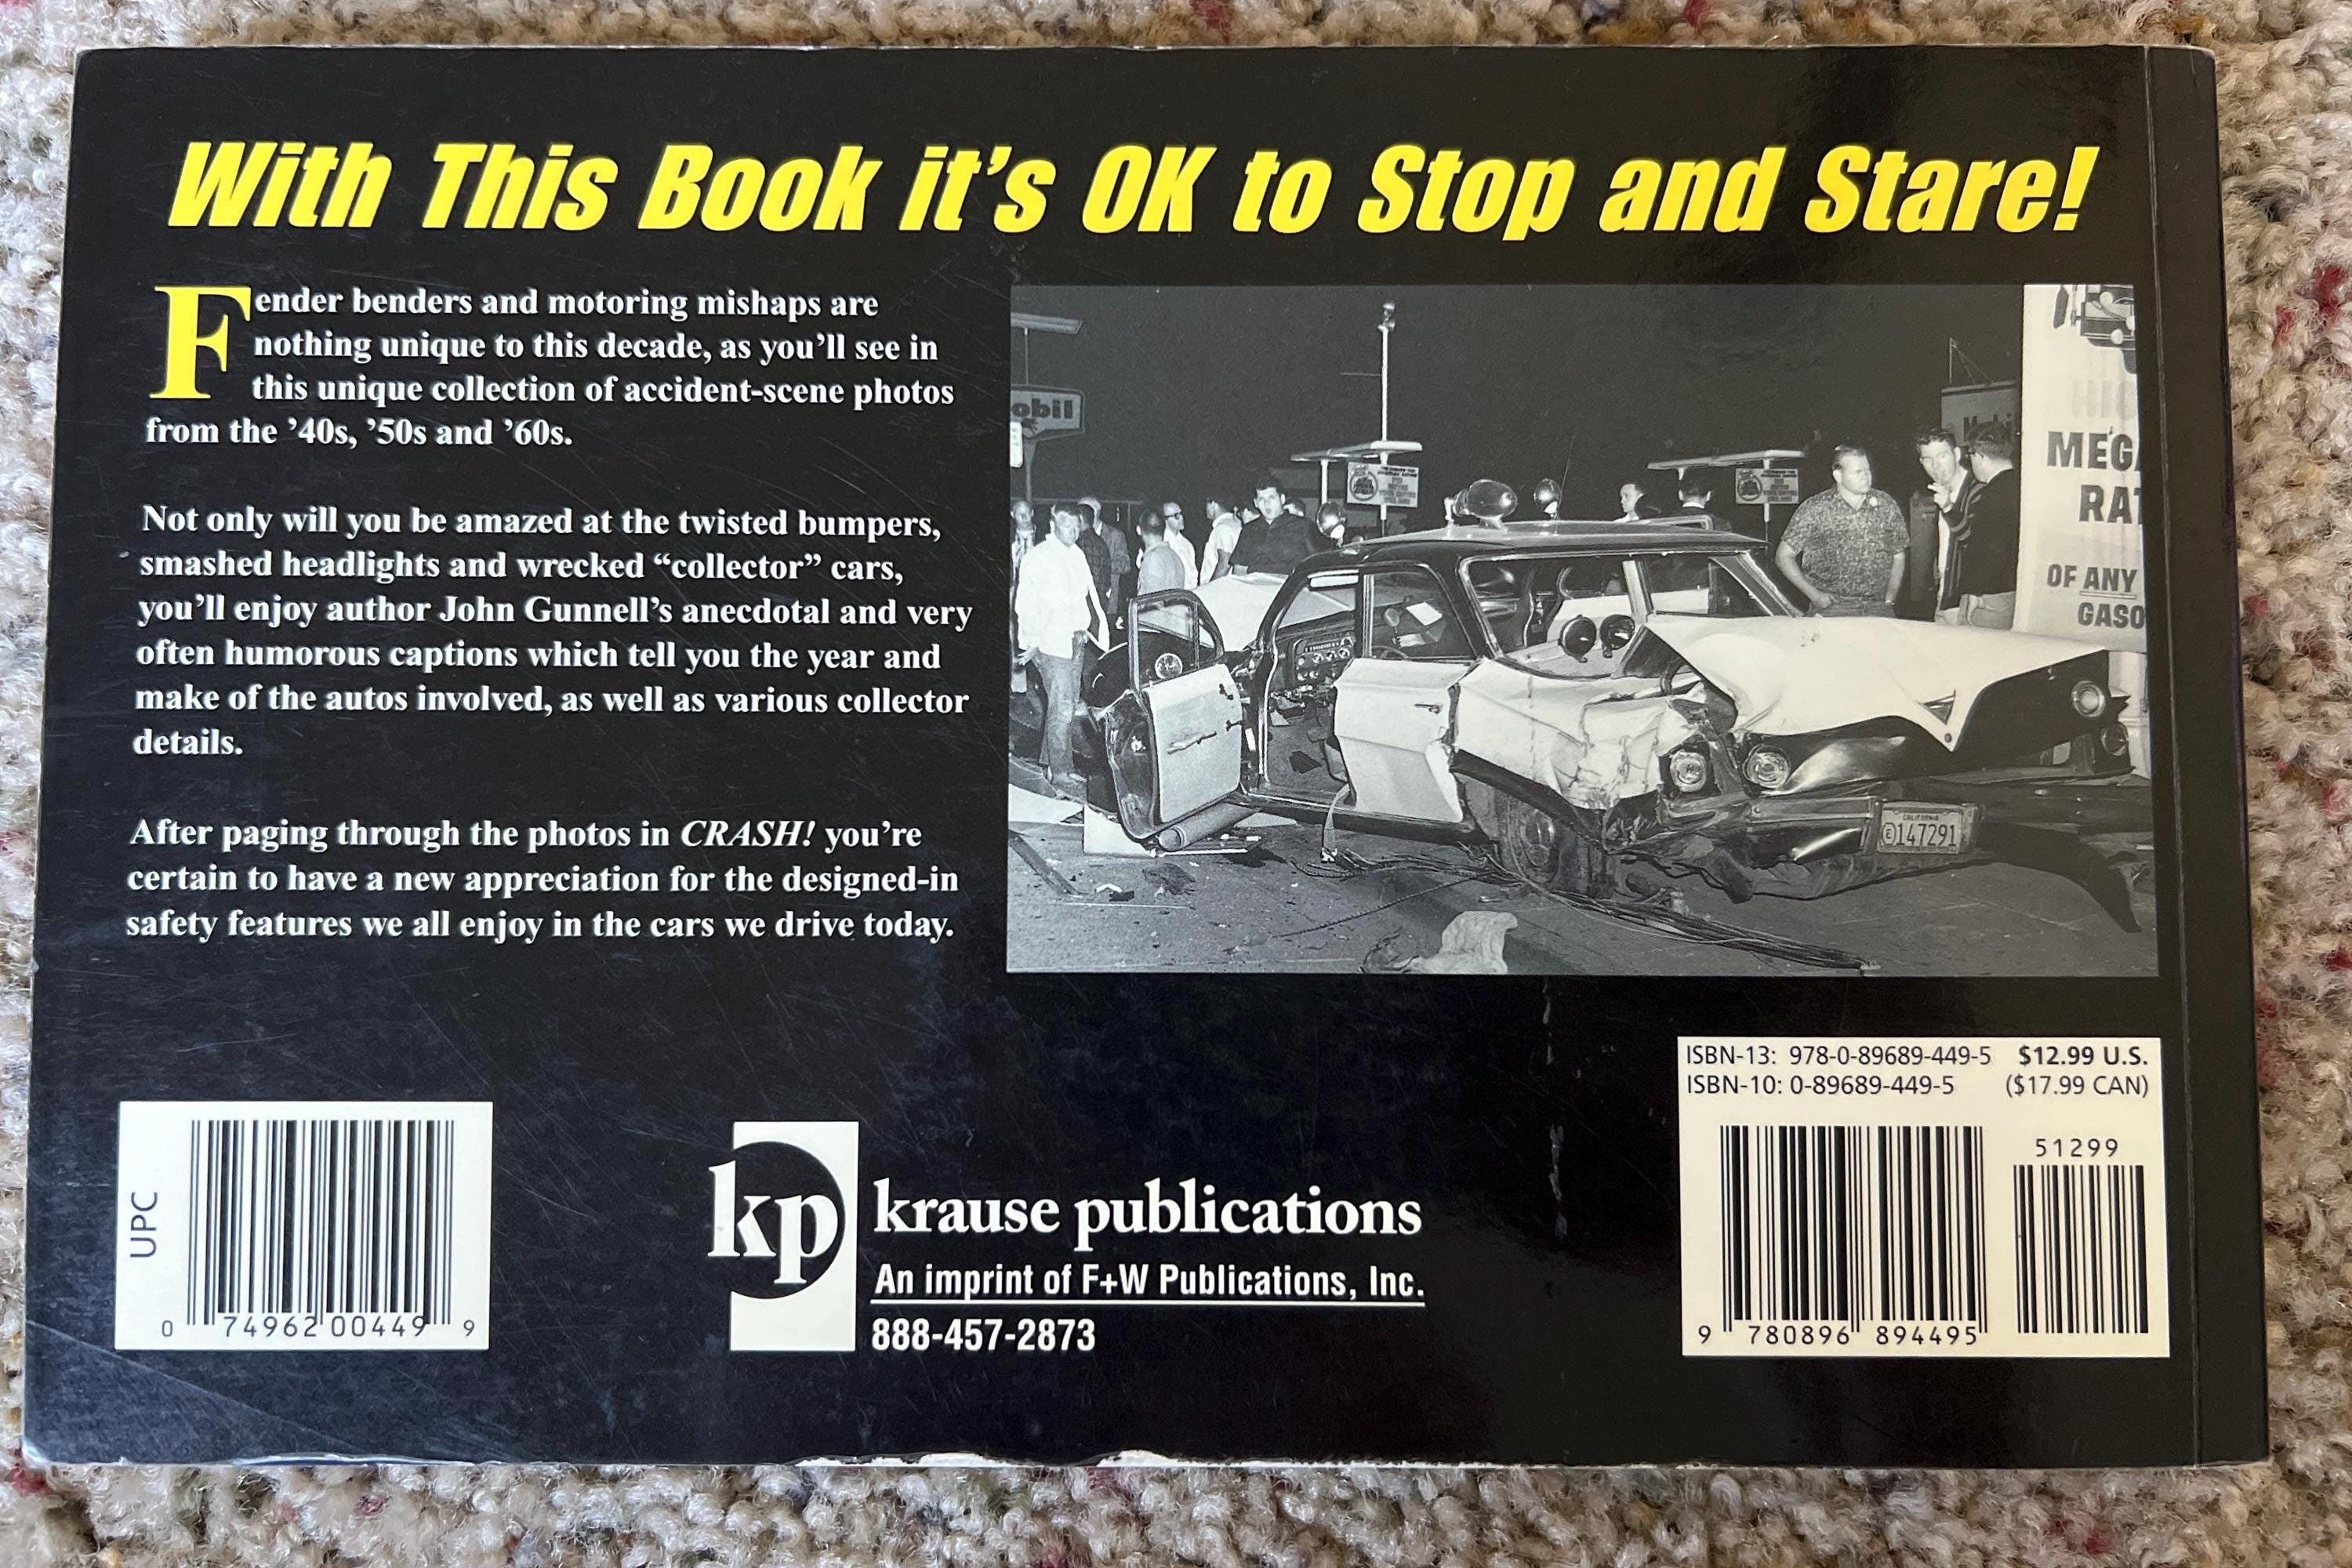 With This Book it's OK to Stop and Stare!
Fender benders and motoring mishaps are
nothing unique to this decade, as you'll see in
this unique collection of accident-scene photos
from the '40s, '50s and '60s.
Not only will you be amazed at the twisted bumpers,
smashed headlights and wrecked “collector” cars,
you'll enjoy author John Gunnell's anecdotal and very
often humorous captions which tell you the year and
make of the autos involved, as well as various collector
details.
After paging through the photos in CRASH! you're
certain to have a new appreciation for the designed-in
safety features we all enjoy in the cars we drive today.
obil
MEGA
RAT
OF ANY
GASO
CALIFORNIA
E 147291
UPC
0 74962 00449 9
kp
krause publications
An imprint of F+W Publications, Inc.
888-457-2873
ISBN-13: 978-0-89689-449-5 $12.99 U.S.
ISBN-10: 0-89689-449-5 ($17.99 CAN)
51299
9 780896 894495